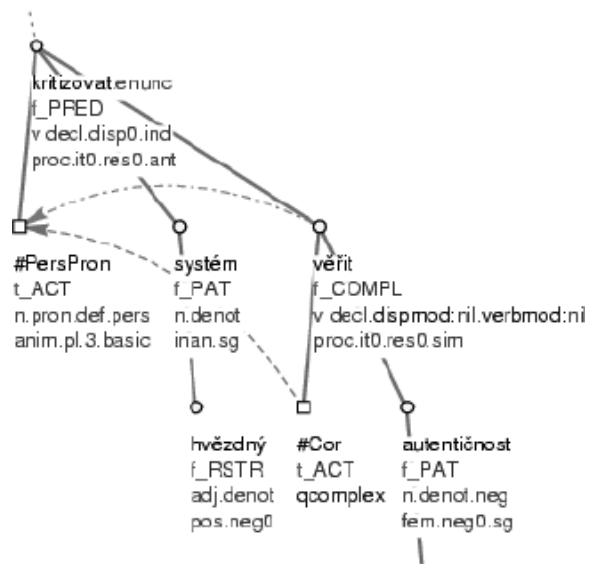 kritizovat.enunc
f_PRED
v decl.disp0.ind
proc.it0.res0.ant
#PersPron
t_ACT
n.pron.def.pers
anim.pl.3.basic
systém
f_PAT
n.denot
inan.sg
věřit
f_COMPL
v decl.dispmod:nil.verbmod:nil
proc.it0.res0.sim
hvězdný
f_RSTR
adj.denot
pos.neg0
#Cor
t_ACT
qcomplex
autentičnost
f_PAT
n.denot.neg
fem.neg0.sg